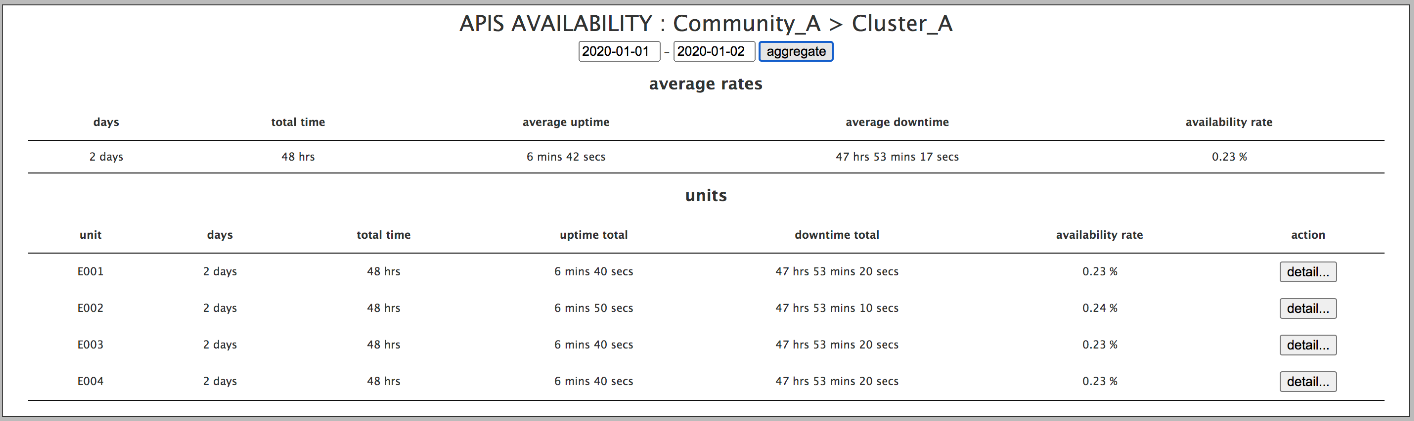 APIS AVAILABILITY : Community_A > Cluster_A
2020-01-01 – 2020-01-02 aggregate
average rates
days total time average uptime average downtime availability rate
2 days 48 hrs 6 mins 42 secs 47 hrs 53 mins 17 secs 0.23 %
units
unit days total time uptime total downtime total availability rate action
E001 2 days 48 hrs 6 mins 40 secs 47 hrs 53 mins 20 secs 0.23 % detail...
E002 2 days 48 hrs 6 mins 50 secs 47 hrs 53 mins 10 secs 0.24 % detail...
E003 2 days 48 hrs 6 mins 40 secs 47 hrs 53 mins 20 secs 0.23 % detail...
E004 2 days 48 hrs 6 mins 40 secs 47 hrs 53 mins 20 secs 0.23 % detail...